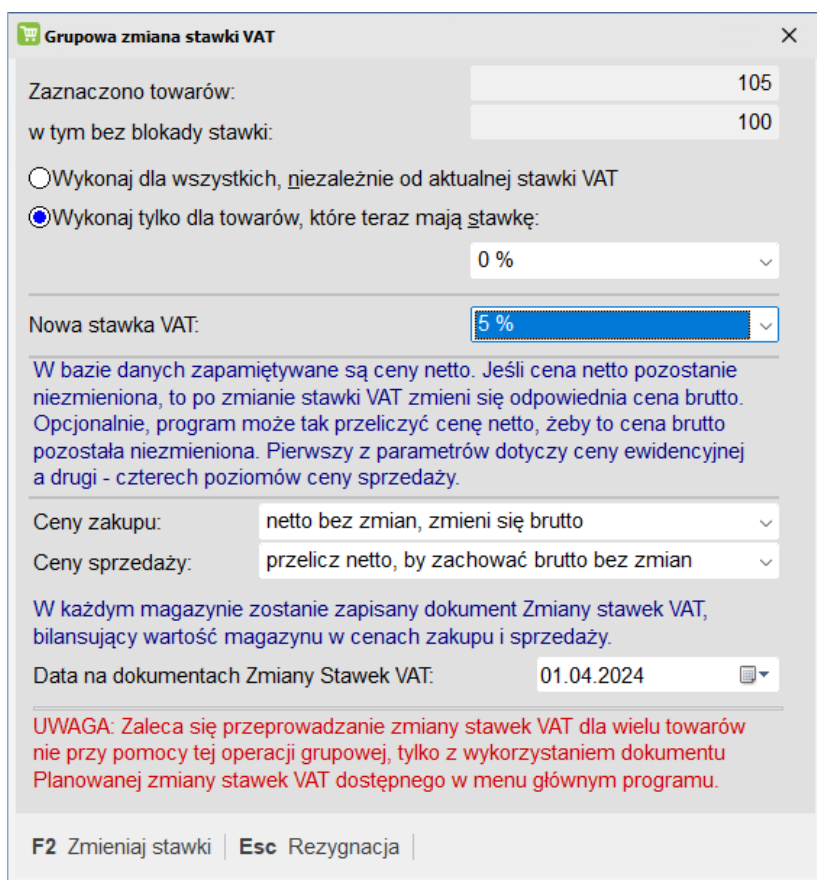 Grupowa zmiana stawki VAT
Zaznaczono towarów: 105
w tym bez blokady stawki: 100
Wykonaj dla wszystkich, niezależnie od aktualnej stawki VAT
Wykonaj tylko dla towarów, które teraz mają stawkę:
0 %
Nowa stawka VAT: 5 %
W bazie danych zapamiętywane są ceny netto. Jeśli cena netto pozostanie
niezmieniona, to po zmianie stawki VAT zmieni się odpowiednia cena brutto.
Opcjonalnie, program może tak przeliczyć cenę netto, żeby to cena brutto
pozostała niezmieniona. Pierwszy z parametrów dotyczy ceny ewidencyjnej
a drugi - czterech poziomów ceny sprzedaży.
Ceny zakupu: netto bez zmian, zmieni się brutto
Ceny sprzedaży: przelicz netto, by zachować brutto bez zmian
W każdym magazynie zostanie zapisany dokument Zmiany stawek VAT,
bilansujący wartość magazynu w cenach zakupu i sprzedaży.
Data na dokumentach Zmiany Stawek VAT: 01.04.2024
UWAGA: Zaleca się przeprowadzanie zmiany stawek VAT dla wielu towarów
nie przy pomocy tej operacji grupowej, tylko z wykorzystaniem dokumentu
Planowanej zmiany stawek VAT dostępnego w menu głównym programu.
F2 Zmieniaj stawki Esc Rezygnacja